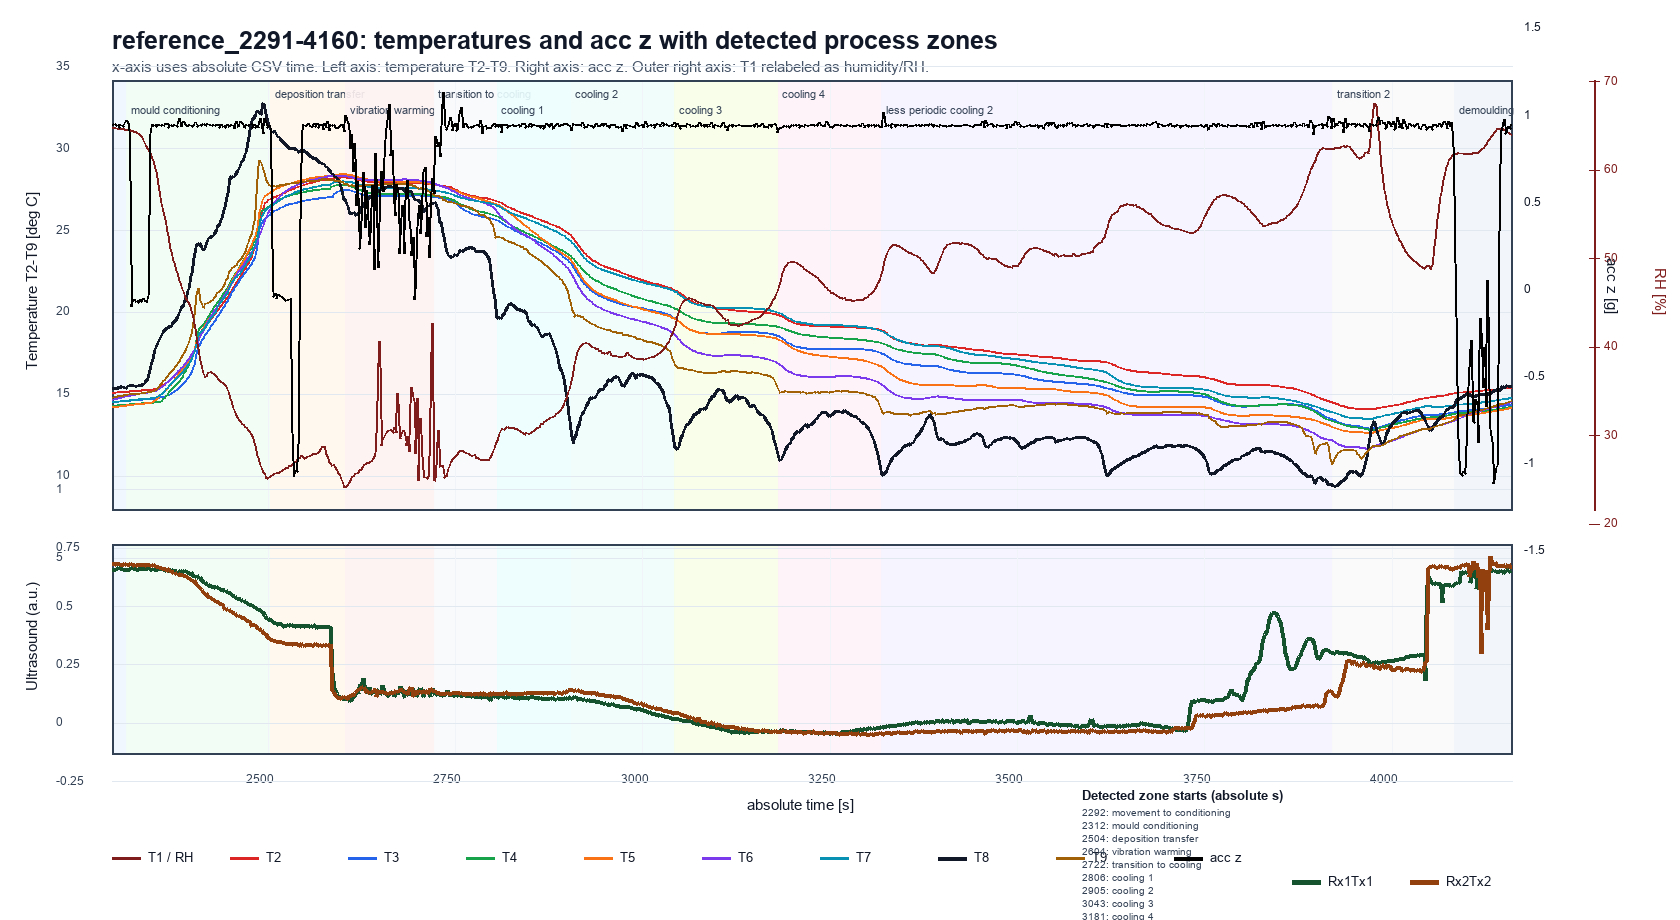 reference_2291-4160: temperatures and acc z with detected process zones
x-axis uses absolute CSV time. Left axis: temperature T2-T9. Right axis: acc z. Outer right axis: T1 relabeled as humidity/RH.
mould conditioning
deposition transfer
vibration warming
transition to cooling
cooling 1
cooling 2
cooling 3
cooling 4
less periodic cooling 2
transition 2
demoulding
Temperature T2-T9 [deg C]
35
30
25
20
15
10
1.5
1
0.5
0
-0.5
-1
-1.5
acc z [g]
70
60
50
40
30
20
RH [%]
Ultrasound (a.u.)
1
0.75
5
0.5
0.25
0
-0.25
2500
2750
3000
3250
3500
3750
4000
absolute time [s]
Detected zone starts (absolute s)
2292: movement to conditioning
2312: mould conditioning
2504: deposition transfer
2604: vibration warming
2722: transition to cooling
2806: cooling 1
2905: cooling 2
3043: cooling 3
3181: cooling 4
T1 / RH
T2
T3
T4
T5
T6
T7
T8
T9
acc z
Rx1Tx1
Rx2Tx2